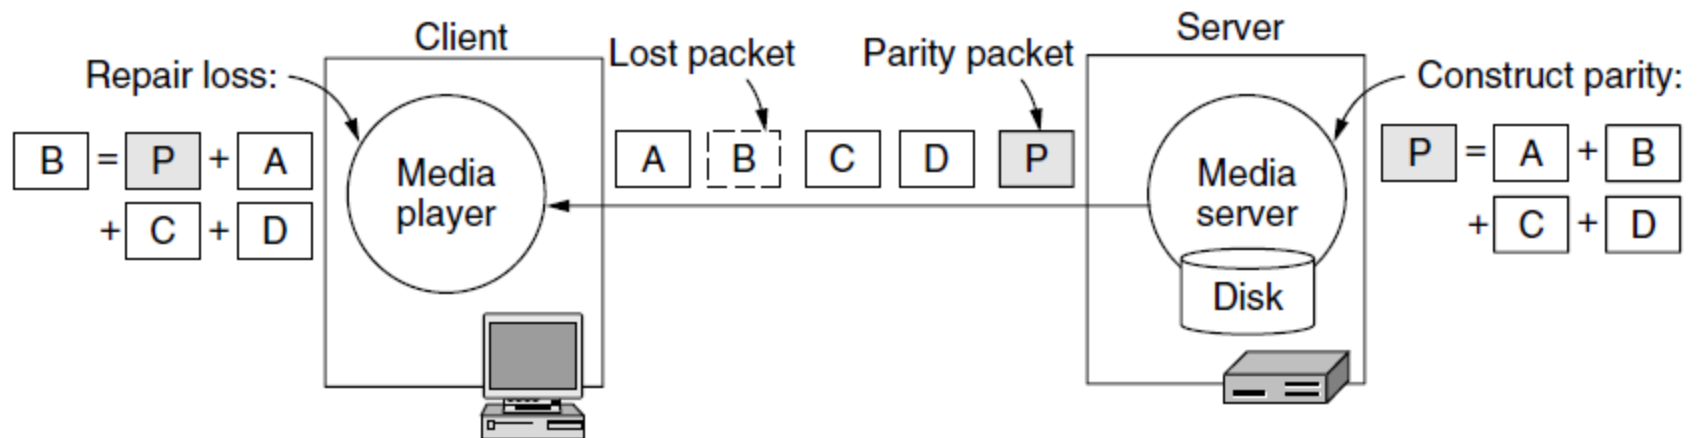 Client
Server
Repair loss:
Lost packet
Parity packet
Construct parity:
B = P + A
+ C + D
Media
player
A B C D P
Media
server
Disk
P = A + B
+ C + D